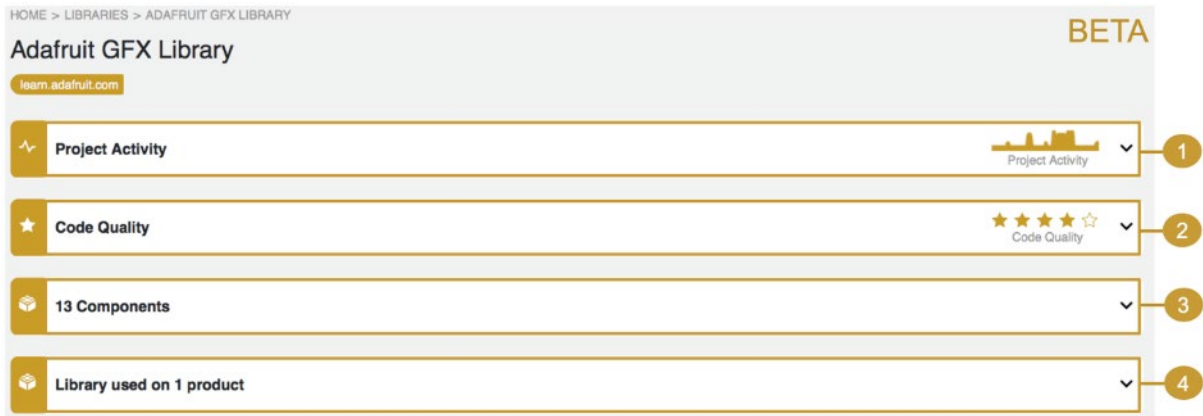 HOME > LIBRARIES > ADAFRUIT GFX LIBRARY
BETA
Adafruit GFX Library
learn.adafruit.com
Project Activity
Project Activity
1
Code Quality
Code Quality
2
13 Components
3
Library used on 1 product
4